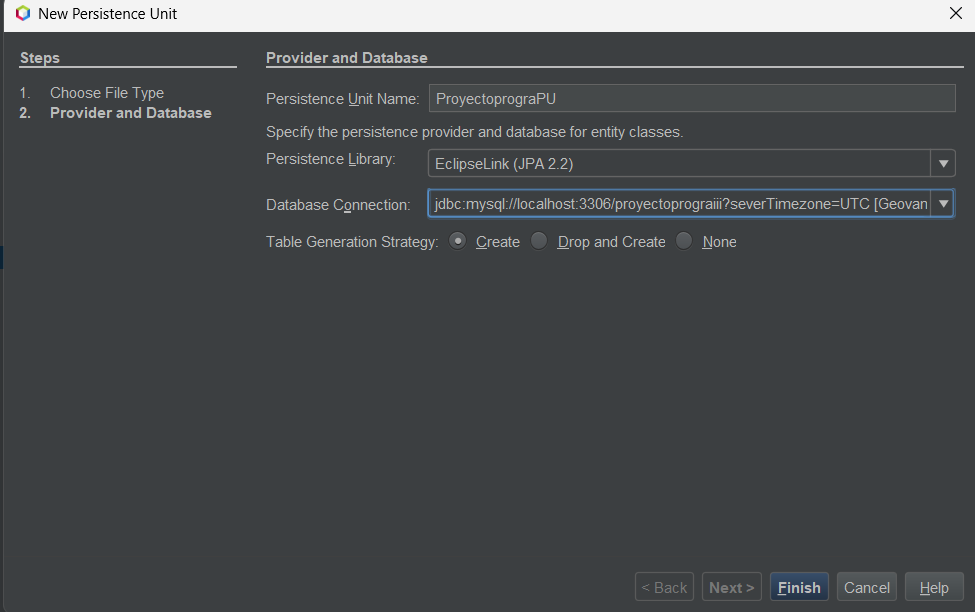 New Persistence Unit
Steps
1. Choose File Type
2. Provider and Database
Provider and Database
Persistence Unit Name: ProyectoprograPU
Specify the persistence provider and database for entity classes.
Persistence Library: EclipseLink (JPA 2.2)
Database Connection: jdbc:mysql://localhost:3306/proyectoprograiii?severTimezone=UTC [Geovan
Table Generation Strategy: Create Drop and Create None
< Back Next > Finish Cancel Help